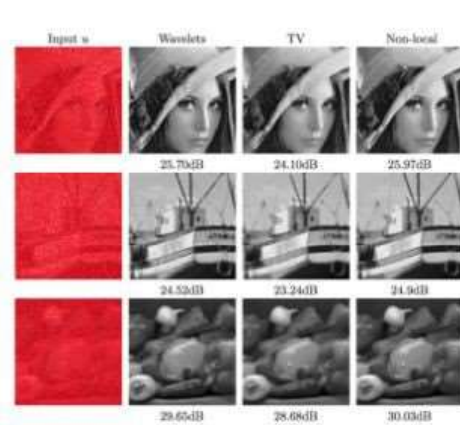 Input u Wavelets TV Non-local
25.70dB 24.10dB 25.97dB
24.52dB 23.24dB 24.9dB
29.65dB 28.68dB 30.03dB